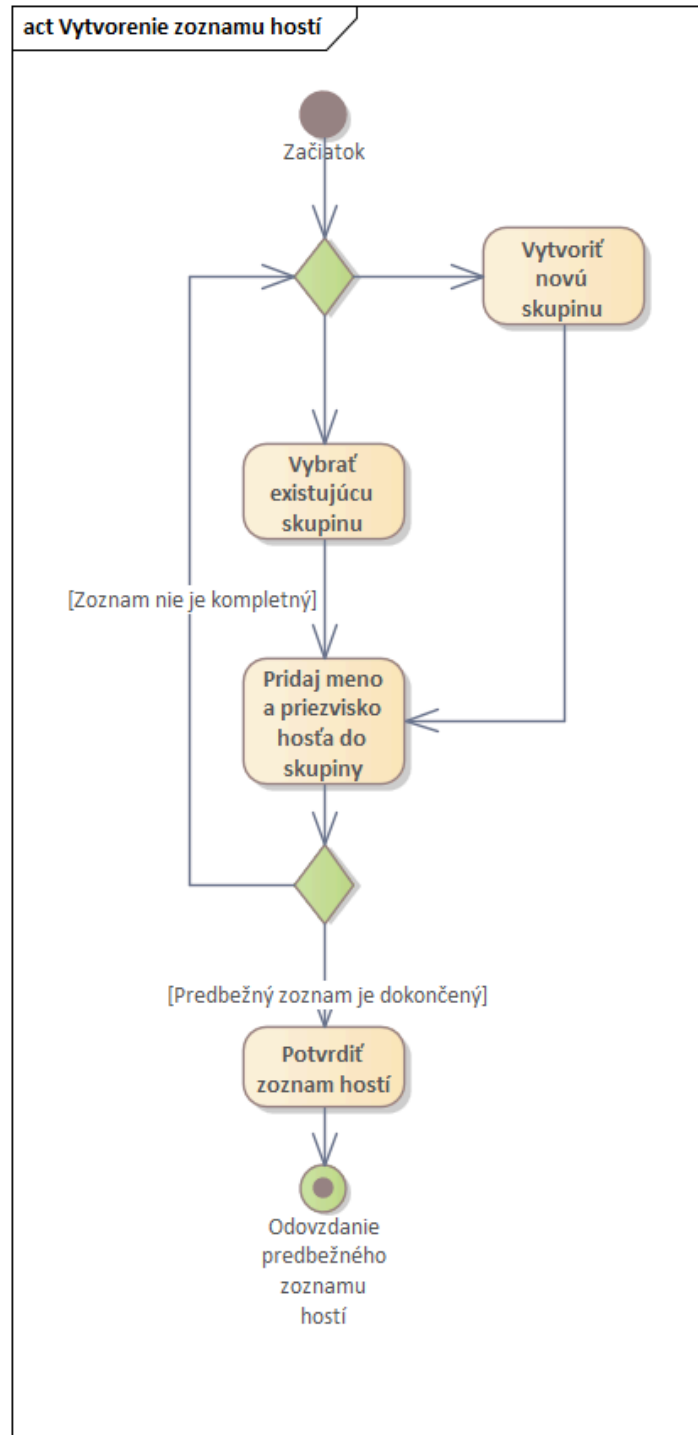 act Vytvorenie zoznamu hostí
Začiatok
Vytvoriť
novú
skupinu
Vybrať
existujúcu
skupinu
[Zoznam nie je kompletný]
Pridaj meno
a priezvisko
hosťa do
skupiny
[Predbežný zoznam je dokončený]
Potvrdiť
zoznam hostí
Odovzdanie
predbežného
zoznamu
hostí